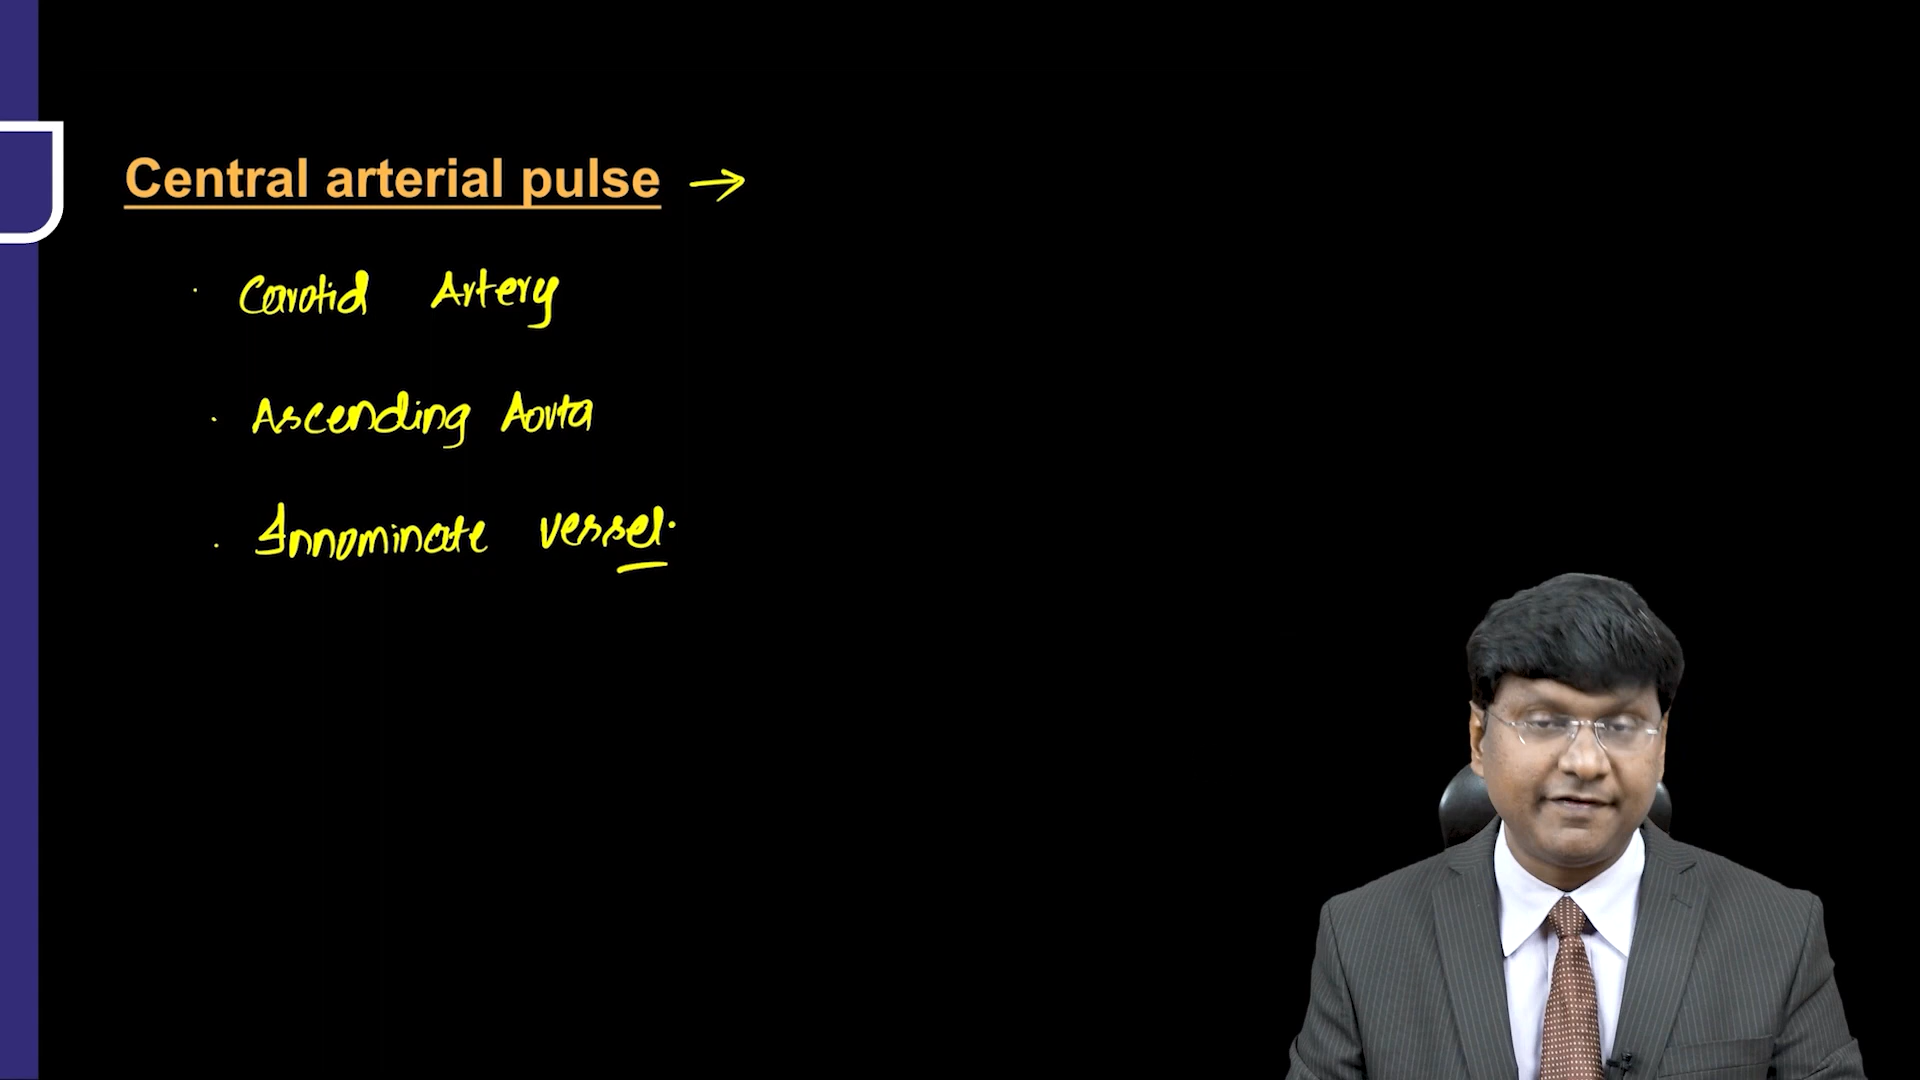 Central arterial pulse →
· Carotid Artery
· Ascending Aorta
· Innominate vessel.